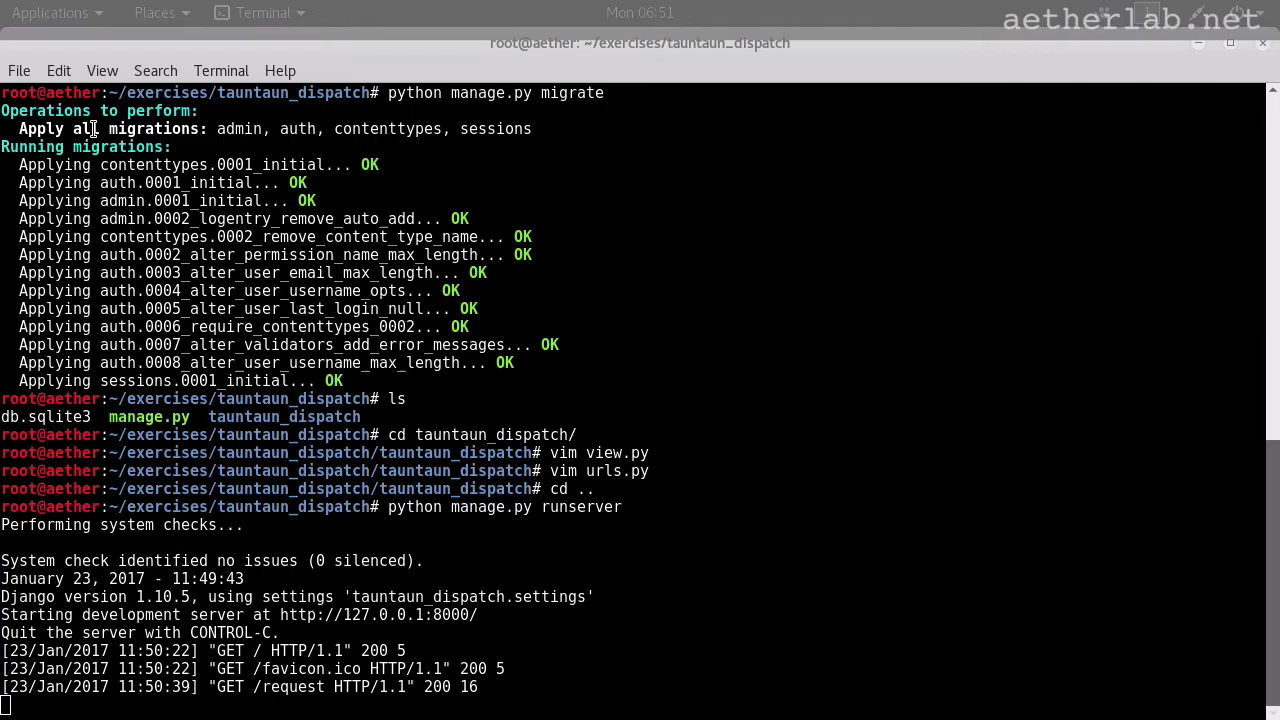 Applications Places Terminal Mon 06:51
aetherlab.net
root@aether: ~/exercises/tauntaun_dispatch
File Edit View Search Terminal Help
root@aether:~/exercises/tauntaun_dispatch# python manage.py migrate
Operations to perform:
  Apply all migrations: admin, auth, contenttypes, sessions
Running migrations:
  Applying contenttypes.0001_initial... OK
  Applying auth.0001_initial... OK
  Applying admin.0001_initial... OK
  Applying admin.0002_logentry_remove_auto_add... OK
  Applying contenttypes.0002_remove_content_type_name... OK
  Applying auth.0002_alter_permission_name_max_length... OK
  Applying auth.0003_alter_user_email_max_length... OK
  Applying auth.0004_alter_user_username_opts... OK
  Applying auth.0005_alter_user_last_login_null... OK
  Applying auth.0006_require_contenttypes_0002... OK
  Applying auth.0007_alter_validators_add_error_messages... OK
  Applying auth.0008_alter_user_username_max_length... OK
  Applying sessions.0001_initial... OK
root@aether:~/exercises/tauntaun_dispatch# ls
db.sqlite3  manage.py  tauntaun_dispatch
root@aether:~/exercises/tauntaun_dispatch# cd tauntaun_dispatch/
root@aether:~/exercises/tauntaun_dispatch/tauntaun_dispatch# vim view.py
root@aether:~/exercises/tauntaun_dispatch/tauntaun_dispatch# vim urls.py
root@aether:~/exercises/tauntaun_dispatch/tauntaun_dispatch# cd ..
root@aether:~/exercises/tauntaun_dispatch# python manage.py runserver
Performing system checks...
System check identified no issues (0 silenced).
January 23, 2017 - 11:49:43
Django version 1.10.5, using settings 'tauntaun_dispatch.settings'
Starting development server at http://127.0.0.1:8000/
Quit the server with CONTROL-C.
[23/Jan/2017 11:50:22] "GET / HTTP/1.1" 200 5
[23/Jan/2017 11:50:22] "GET /favicon.ico HTTP/1.1" 200 5
[23/Jan/2017 11:50:39] "GET /request HTTP/1.1" 200 16